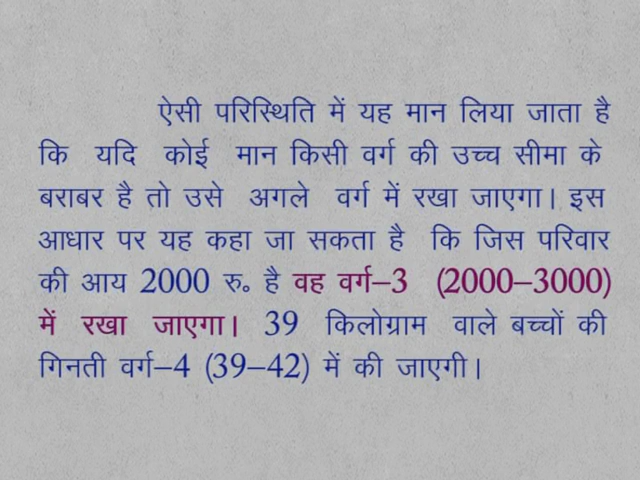 ऐसी परिस्थिति में यह मान लिया जाता है
कि यदि कोई मान किसी वर्ग की उच्च सीमा के
बराबर है तो उसे अगले वर्ग में रखा जाएगा। इस
आधार पर यह कहा जा सकता है कि जिस परिवार
की आय 2000 रु. है वह वर्ग–3 (2000–3000)
में रखा जाएगा। 39 किलोग्राम वाले बच्चों की
गिनती वर्ग–4 (39–42) में की जाएगी।